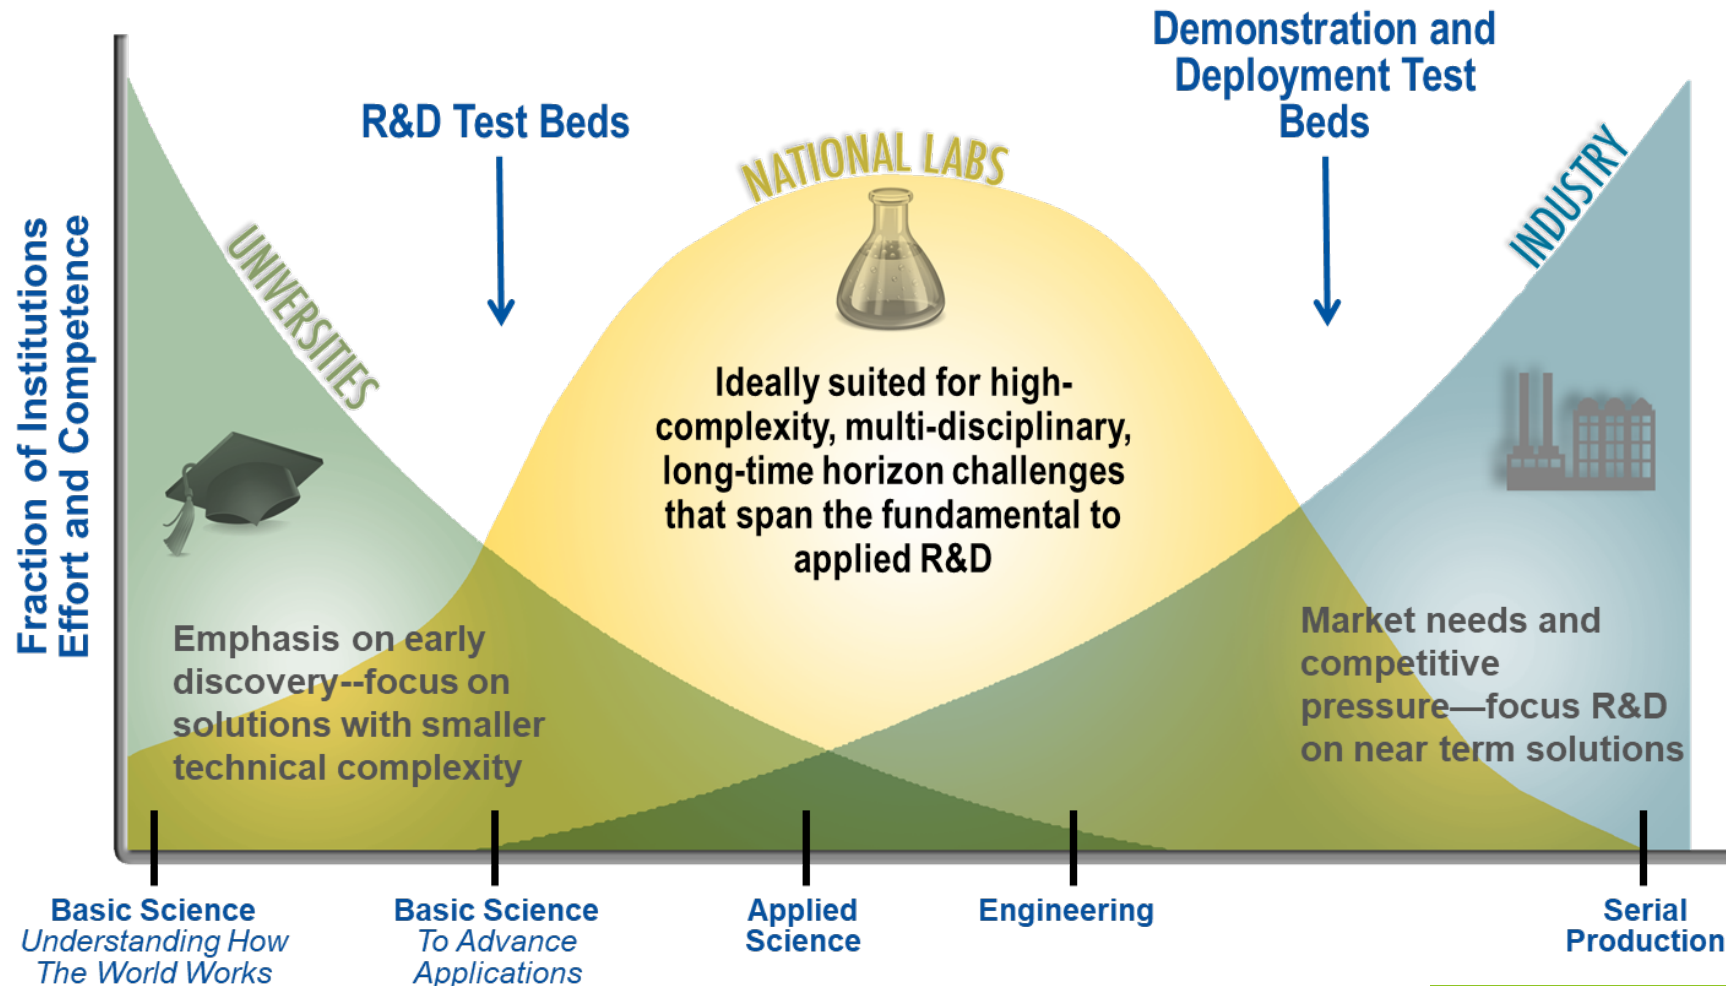 Demonstration and
Deployment Test
Beds
R&D Test Beds
NATIONAL LABS
UNIVERSITIES
INDUSTRY
Fraction of Institutions
Effort and Competence
Ideally suited for high-
complexity, multi-disciplinary,
long-time horizon challenges
that span the fundamental to
applied R&D
Emphasis on early
discovery--focus on
solutions with smaller
technical complexity
Market needs and
competitive
pressure—focus R&D
on near term solutions
Basic Science
Understanding How
The World Works
Basic Science
To Advance
Applications
Applied
Science
Engineering
Serial
Production